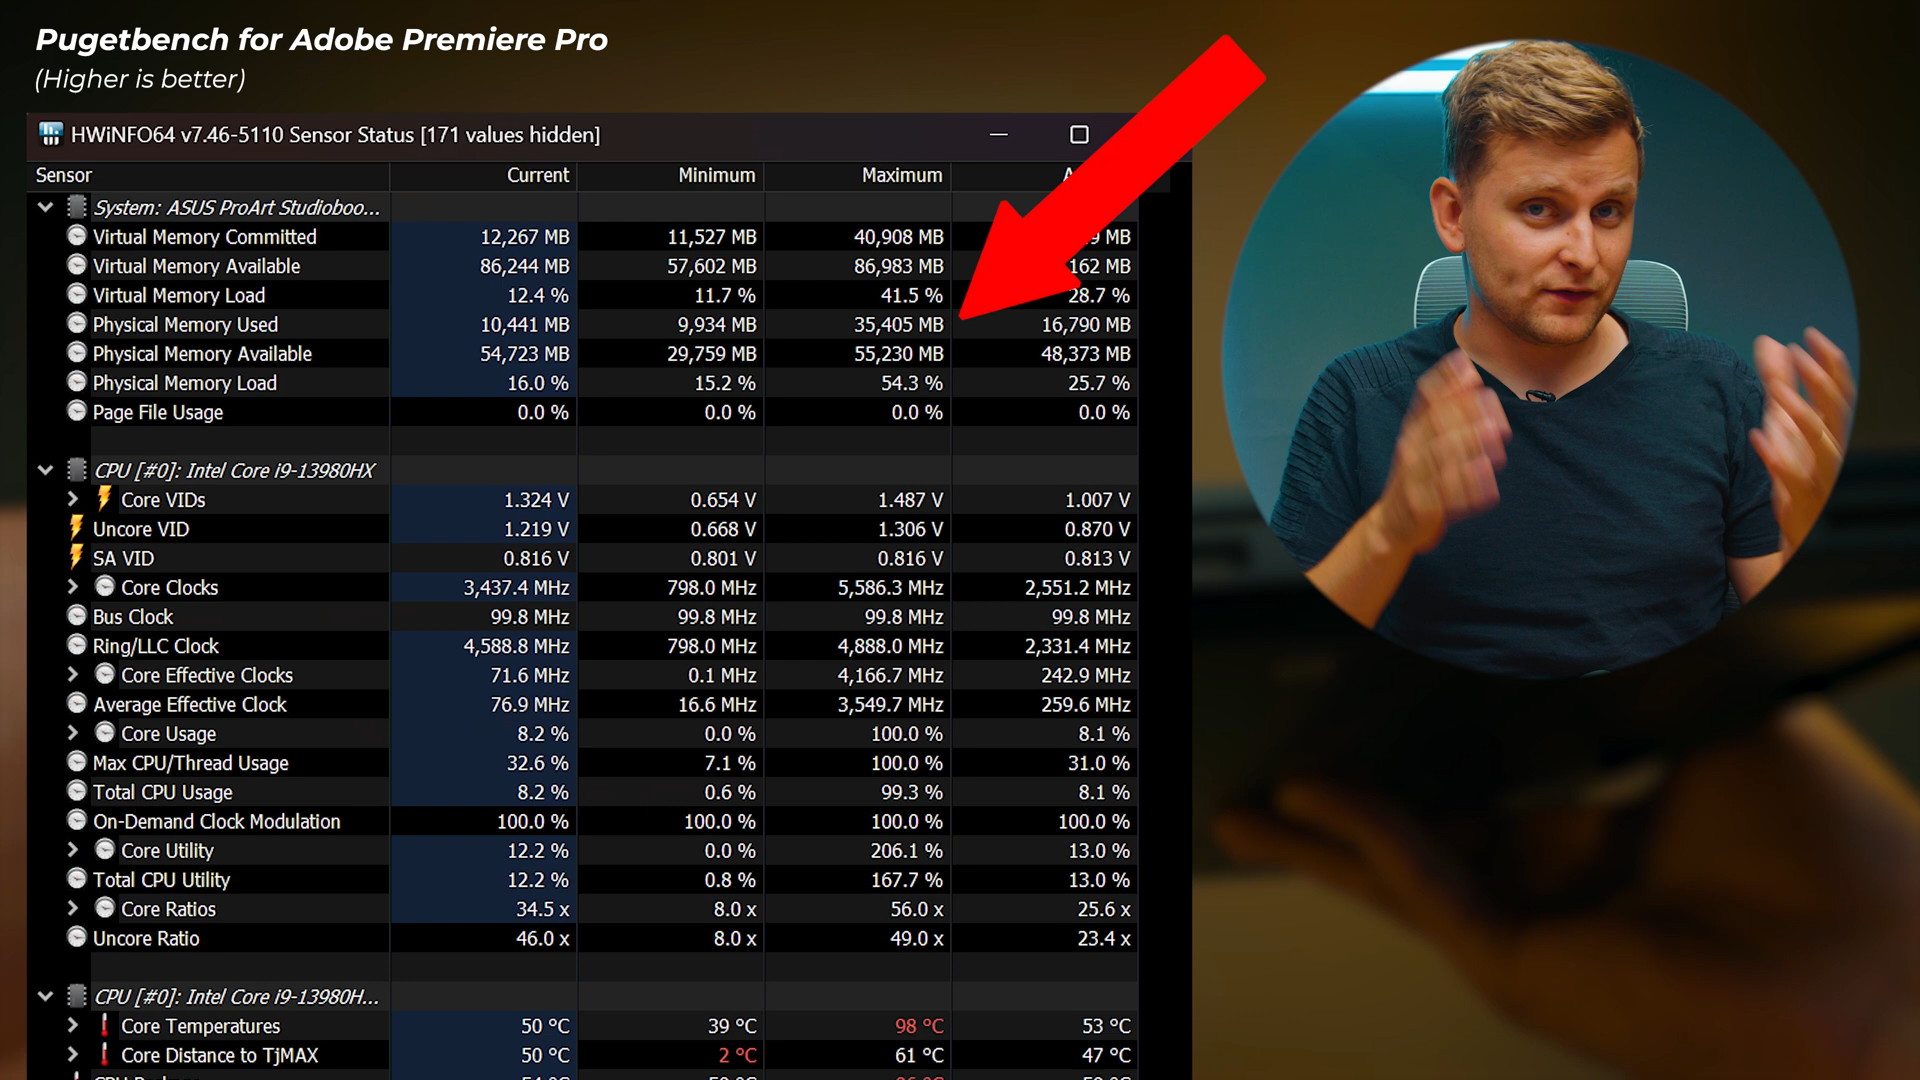 Pugetbench for Adobe Premiere Pro
(Higher is better)
HWiNFO64 v7.46-5110 Sensor Status [171 values hidden]
Sensor Current Minimum Maximum
System: ASUS ProArt Studioboo...
Virtual Memory Committed 12,267 MB 11,527 MB 40,908 MB MB
Virtual Memory Available 86,244 MB 57,602 MB 86,983 MB 162 MB
Virtual Memory Load 12.4 % 11.7 % 41.5 % 28.7 %
Physical Memory Used 10,441 MB 9,934 MB 35,405 MB 16,790 MB
Physical Memory Available 54,723 MB 29,759 MB 55,230 MB 48,373 MB
Physical Memory Load 16.0 % 15.2 % 54.3 % 25.7 %
Page File Usage 0.0 % 0.0 % 0.0 % 0.0 %
CPU [#0]: Intel Core i9-13980HX
Core VIDs 1.324 V 0.654 V 1.487 V 1.007 V
Uncore VID 1.219 V 0.668 V 1.306 V 0.870 V
SA VID 0.816 V 0.801 V 0.816 V 0.813 V
Core Clocks 3,437.4 MHz 798.0 MHz 5,586.3 MHz 2,551.2 MHz
Bus Clock 99.8 MHz 99.8 MHz 99.8 MHz 99.8 MHz
Ring/LLC Clock 4,588.8 MHz 798.0 MHz 4,888.0 MHz 2,331.4 MHz
Core Effective Clocks 71.6 MHz 0.1 MHz 4,166.7 MHz 242.9 MHz
Average Effective Clock 76.9 MHz 16.6 MHz 3,549.7 MHz 259.6 MHz
Core Usage 8.2 % 0.0 % 100.0 % 8.1 %
Max CPU/Thread Usage 32.6 % 7.1 % 100.0 % 31.0 %
Total CPU Usage 8.2 % 0.6 % 99.3 % 8.1 %
On-Demand Clock Modulation 100.0 % 100.0 % 100.0 % 100.0 %
Core Utility 12.2 % 0.0 % 206.1 % 13.0 %
Total CPU Utility 12.2 % 0.8 % 167.7 % 13.0 %
Core Ratios 34.5 x 8.0 x 56.0 x 25.6 x
Uncore Ratio 46.0 x 8.0 x 49.0 x 23.4 x
CPU [#0]: Intel Core i9-13980H...
Core Temperatures 50 °C 39 °C 98 °C 53 °C
Core Distance to TjMAX 50 °C 2 °C 61 °C 47 °C